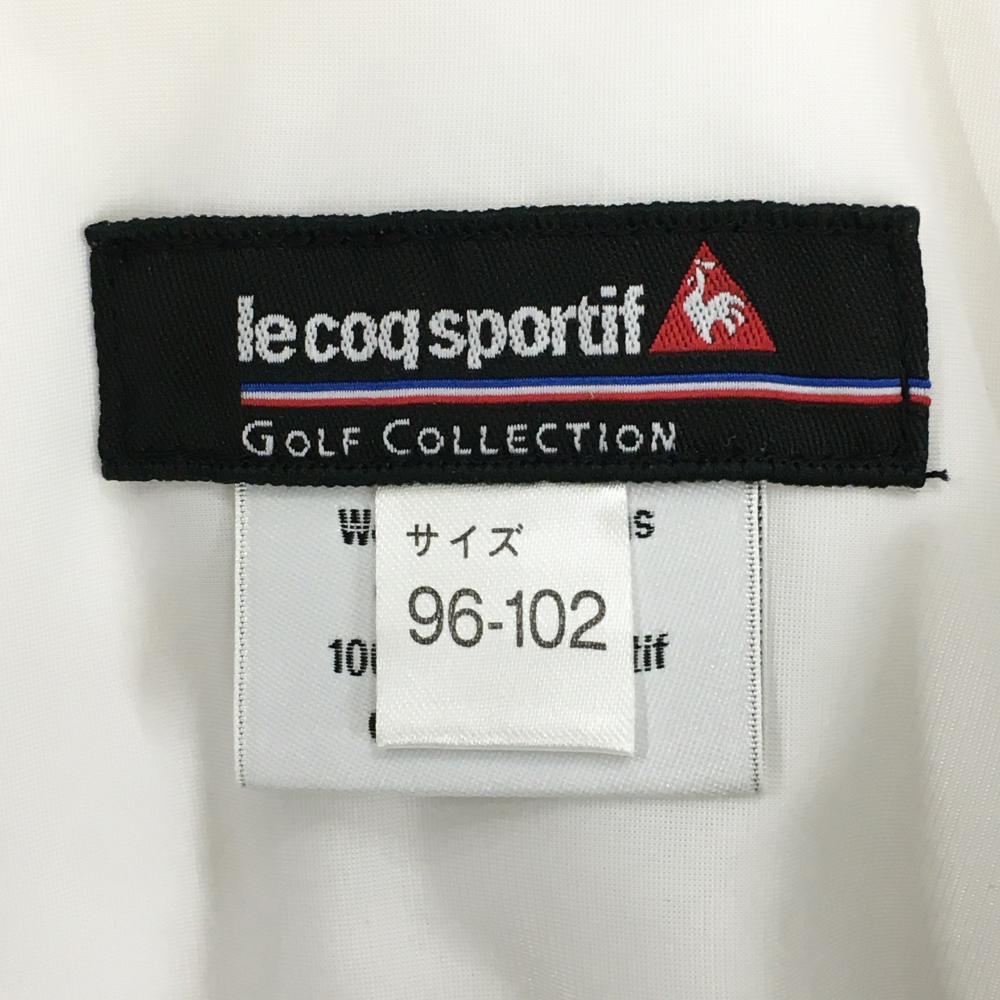 le coq sportif
GOLF COLLECTION
サイズ
96-102